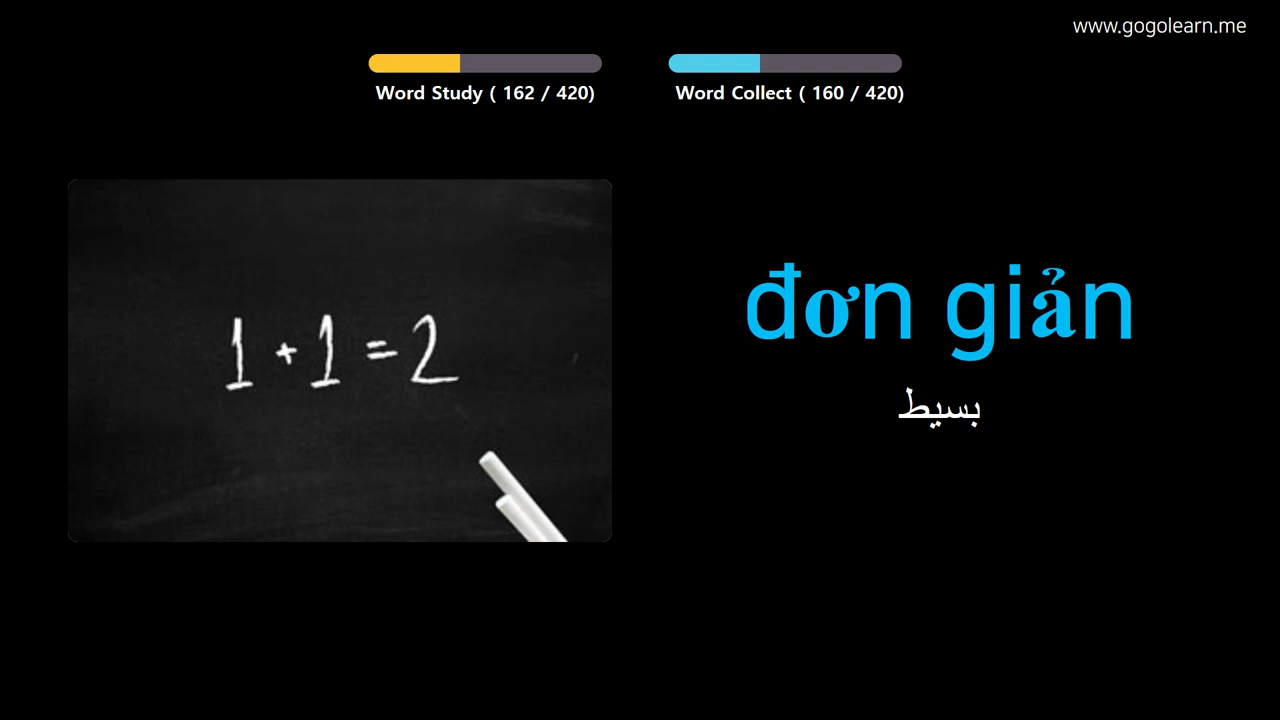 www.gogolearn.me
Word Study ( 162 / 420)
Word Collect ( 160 / 420)
1 + 1 = 2
đơn giản
بسيط